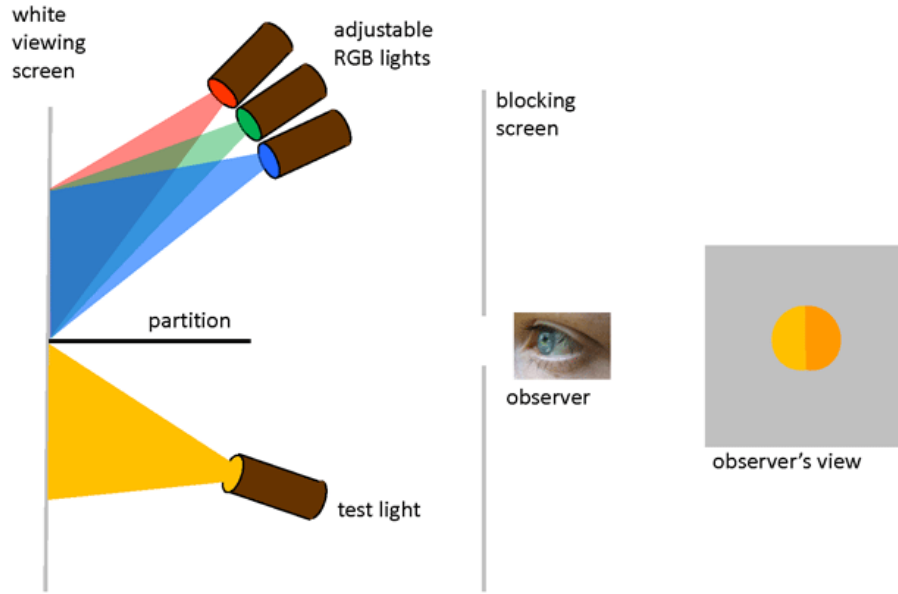 white
viewing
screen
adjustable
RGB lights
blocking
screen
partition
observer
test light
observer's view